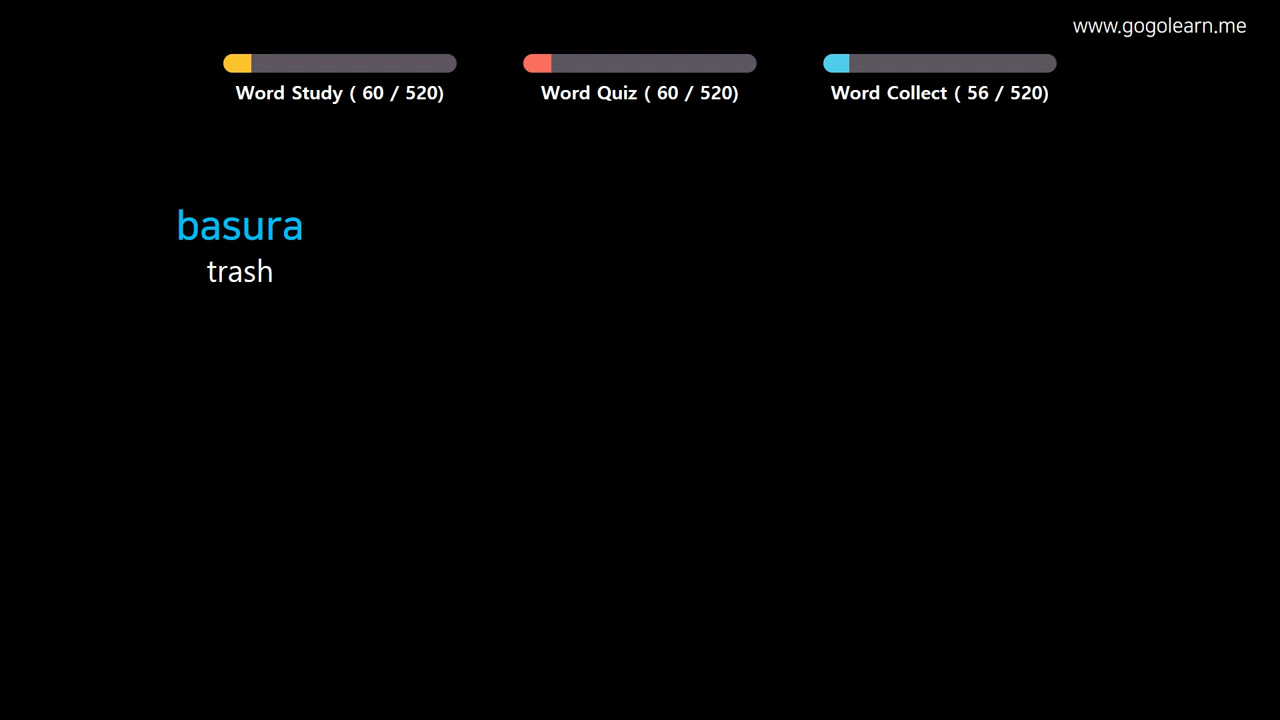 www.gogolearn.me
Word Study ( 60 / 520)
Word Quiz ( 60 / 520)
Word Collect ( 56 / 520)
basura
trash